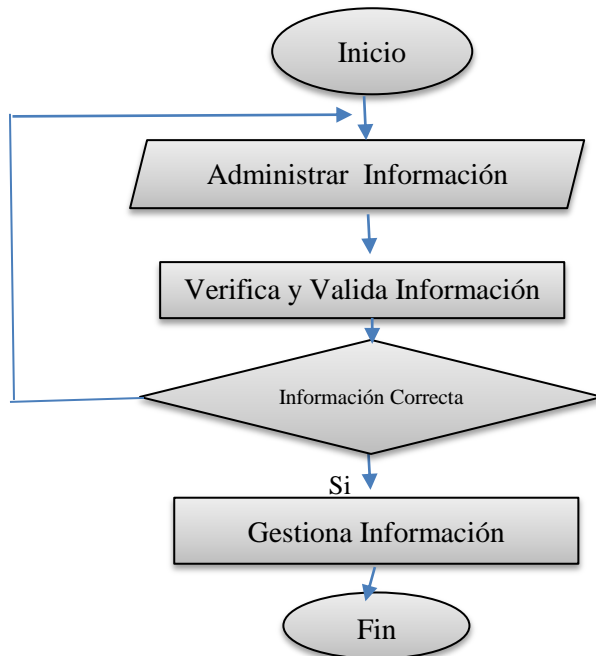 Inicio
Administrar Información
Verifica y Valida Información
Información Correcta
Si
Gestiona Información
Fin